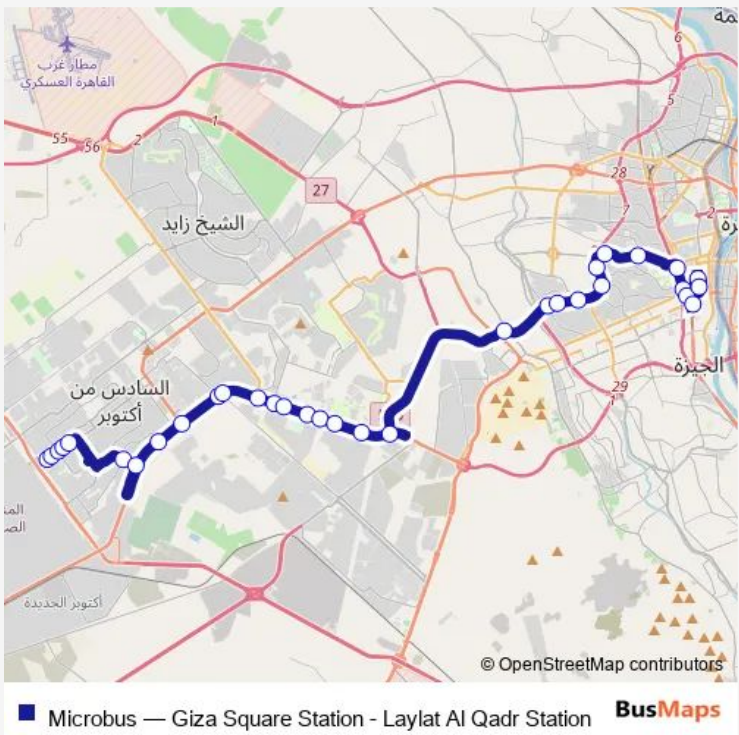 مطار غرب
القاهرة العسكري
6
5
55
56
2
1
28
27
7
2
الشيخ زايد
الجيزة
29
1
السادس من
أكتوبر
أكتوبر الجديدة
© OpenStreetMap contributors
Microbus — Giza Square Station - Laylat Al Qadr Station
BusMaps